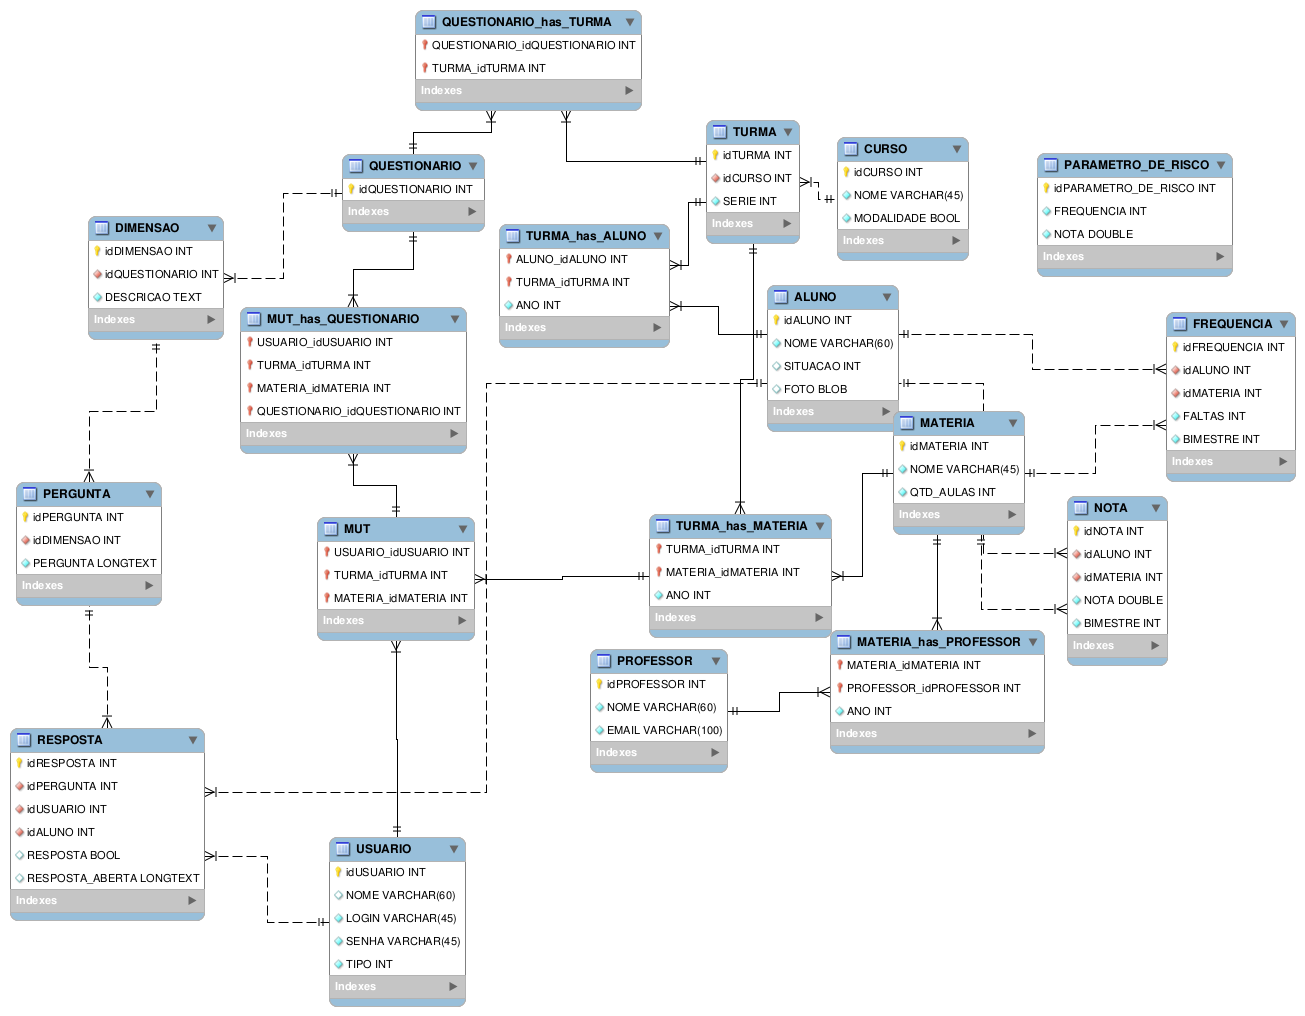 QUESTIONARIO_has_TURMA
QUESTIONARIO_idQUESTIONARIO INT
TURMA_idTURMA INT
Indexes
TURMA
idTURMA INT
idCURSO INT
SERIE INT
Indexes
CURSO
idCURSO INT
NOME VARCHAR(45)
MODALIDADE BOOL
Indexes
PARAMETRO_DE_RISCO
idPARAMETRO_DE_RISCO INT
FREQUENCIA INT
NOTA DOUBLE
Indexes
QUESTIONARIO
idQUESTIONARIO INT
Indexes
DIMENSAO
idDIMENSAO INT
idQUESTIONARIO INT
DESCRICAO TEXT
Indexes
TURMA_has_ALUNO
ALUNO_idALUNO INT
TURMA_idTURMA INT
ANO INT
Indexes
MUT_has_QUESTIONARIO
USUARIO_idUSUARIO INT
TURMA_idTURMA INT
MATERIA_idMATERIA INT
QUESTIONARIO_idQUESTIONARIO INT
Indexes
ALUNO
idALUNO INT
NOME VARCHAR(60)
SITUACAO INT
FOTO BLOB
Indexes
FREQUENCIA
idFREQUENCIA INT
idALUNO INT
idMATERIA INT
FALTAS INT
BIMESTRE INT
Indexes
MATERIA
idMATERIA INT
NOME VARCHAR(45)
QTD_AULAS INT
Indexes
PERGUNTA
idPERGUNTA INT
idDIMENSAO INT
PERGUNTA LONGTEXT
Indexes
MUT
USUARIO_idUSUARIO INT
TURMA_idTURMA INT
MATERIA_idMATERIA INT
Indexes
TURMA_has_MATERIA
TURMA_idTURMA INT
MATERIA_idMATERIA INT
ANO INT
Indexes
NOTA
idNOTA INT
idALUNO INT
idMATERIA INT
NOTA DOUBLE
BIMESTRE INT
Indexes
MATERIA_has_PROFESSOR
MATERIA_idMATERIA INT
PROFESSOR_idPROFESSOR INT
ANO INT
Indexes
PROFESSOR
idPROFESSOR INT
NOME VARCHAR(60)
EMAIL VARCHAR(100)
Indexes
RESPOSTA
idRESPOSTA INT
idPERGUNTA INT
idUSUARIO INT
idALUNO INT
RESPOSTA BOOL
RESPOSTA_ABERTA LONGTEXT
Indexes
USUARIO
idUSUARIO INT
NOME VARCHAR(60)
LOGIN VARCHAR(45)
SENHA VARCHAR(45)
TIPO INT
Indexes